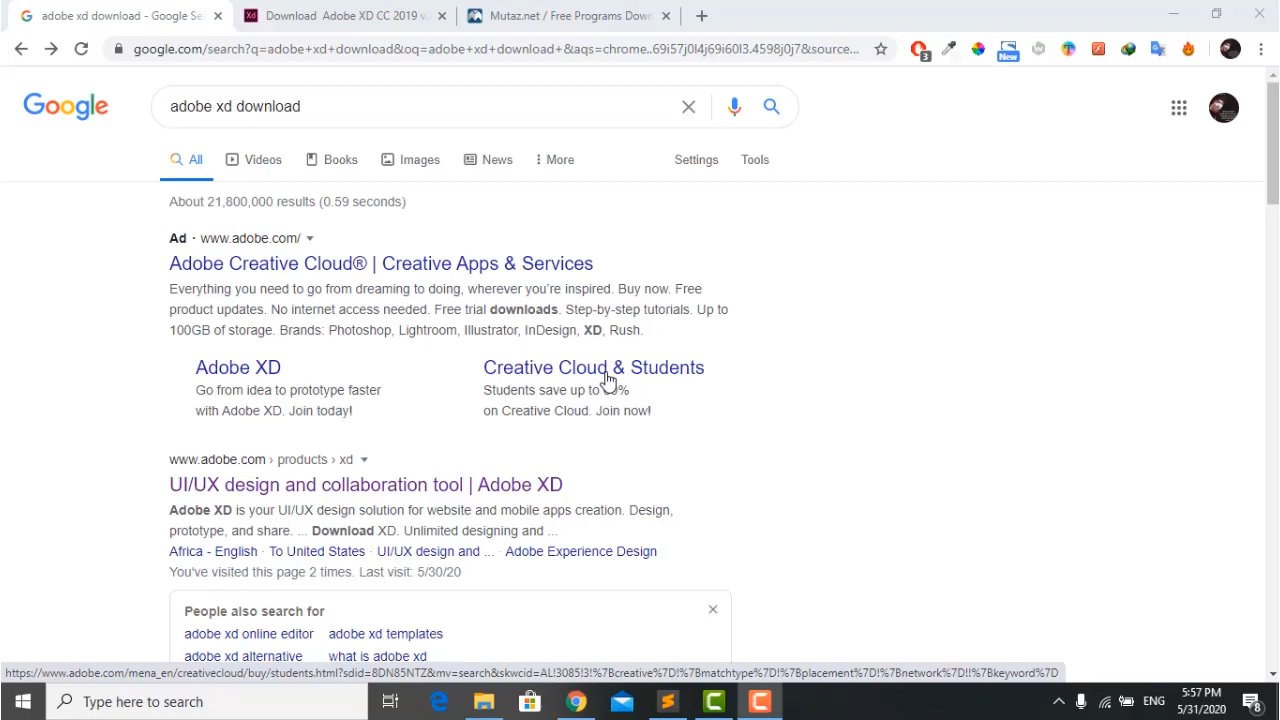 adobe xd download - Google Se
Download Adobe XD CC 2019 v.
Mutaz.net / Free Programs Down
google.com/search?q=adobe+xd+download&oq=adobe+xd+download+&aqs=chrome..69i57j0l4j69i60l3.4598j0j7&source...
3
New
Google
adobe xd download
All
Videos
Books
Images
News
More
Settings
Tools
About 21,800,000 results (0.59 seconds)
Ad · www.adobe.com/
Adobe Creative Cloud® | Creative Apps & Services
Everything you need to go from dreaming to doing, wherever you're inspired. Buy now. Free
product updates. No internet access needed. Free trial downloads. Step-by-step tutorials. Up to
100GB of storage. Brands: Photoshop, Lightroom, Illustrator, InDesign, XD, Rush.
Adobe XD
Go from idea to prototype faster
with Adobe XD. Join today!
Creative Cloud & Students
Students save up to
on Creative Cloud. Join now!
www.adobe.com › products › xd
UI/UX design and collaboration tool | Adobe XD
Adobe XD is your UI/UX design solution for website and mobile apps creation. Design,
prototype, and share. ... Download XD. Unlimited designing and ...
Africa - English · To United States · UI/UX design and ... · Adobe Experience Design
You've visited this page 2 times. Last visit: 5/30/20
People also search for
adobe xd online editor
adobe xd templates
adobe xd alternative
what is adobe xd
https://www.adobe.com/mena_en/creativecloud/buy/students.html?sdid=8DN85NTZ&mv=search&skwcid=AL!3085!3!%7Bcreative%7D!%7Bmatchtype%7D!%7Bplacement%7D!%7Bnetwork%7D!!%7Bkeyword%7D
Type here to search
ENG
5:57 PM
5/31/2020
8